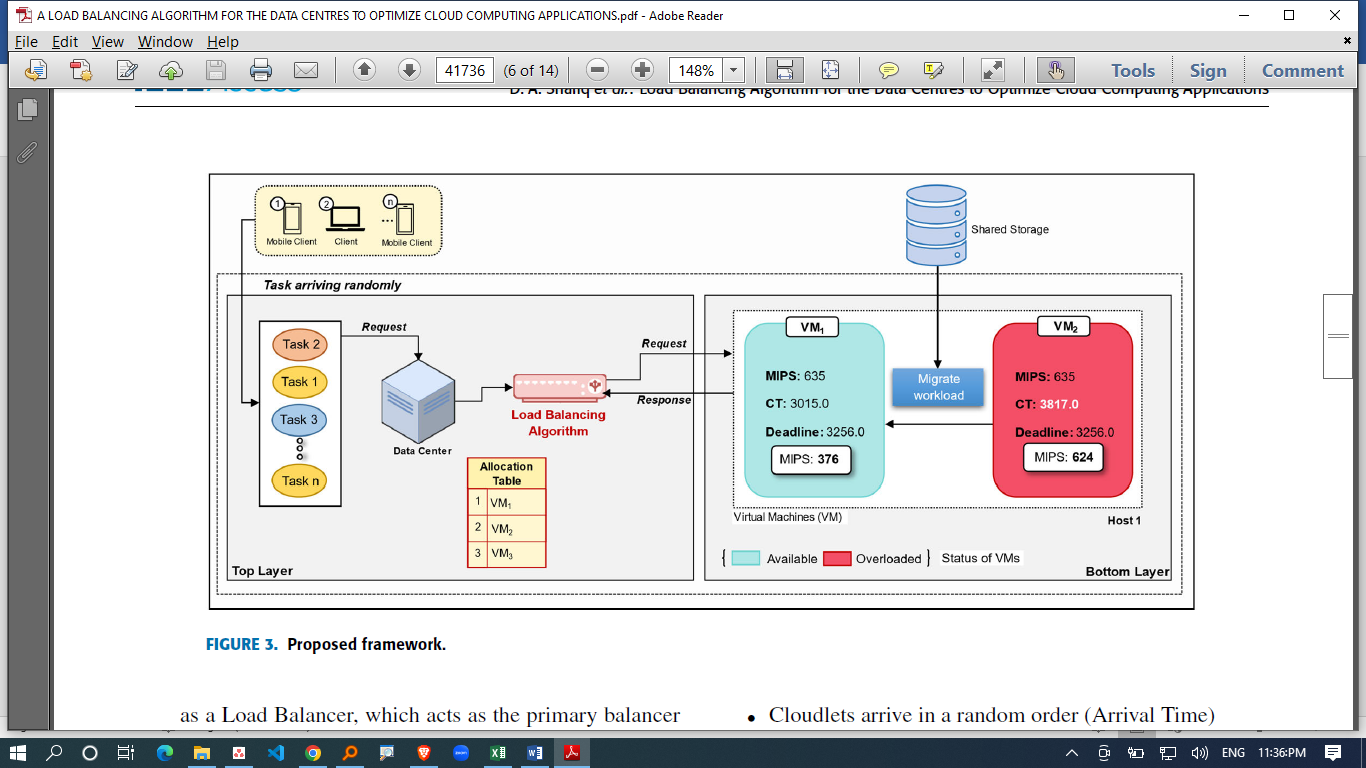 A LOAD BALANCING ALGORITHM FOR THE DATA CENTRES TO OPTIMIZE CLOUD COMPUTING APPLICATIONS.pdf - Adobe Reader
File Edit View Window Help
41736 (6 of 14) 148% Tools Sign Comment
D. A. Shafiq et al.: Load Balancing Algorithm for the Data Centres to Optimize Cloud Computing Applications
1 2 n
...
Mobile Client Client Mobile Client
Shared Storage
Task arriving randomly
Request
Task 2
Task 1
Task 3
Task n
Data Center
Load Balancing
Algorithm
Request
Response
Allocation
Table
1 VM1
2 VM2
3 VM3
Top Layer
VM1
MIPS: 635
CT: 3015.0
Deadline: 3256.0
MIPS: 376
Migrate
workload
VM2
MIPS: 635
CT: 3817.0
Deadline: 3256.0
MIPS: 624
Virtual Machines (VM)
Host 1
{ Available Overloaded } Status of VMs
Bottom Layer
FIGURE 3. Proposed framework.
as a Load Balancer, which acts as the primary balancer
• Cloudlets arrive in a random order (Arrival Time)
ENG 11:36:PM